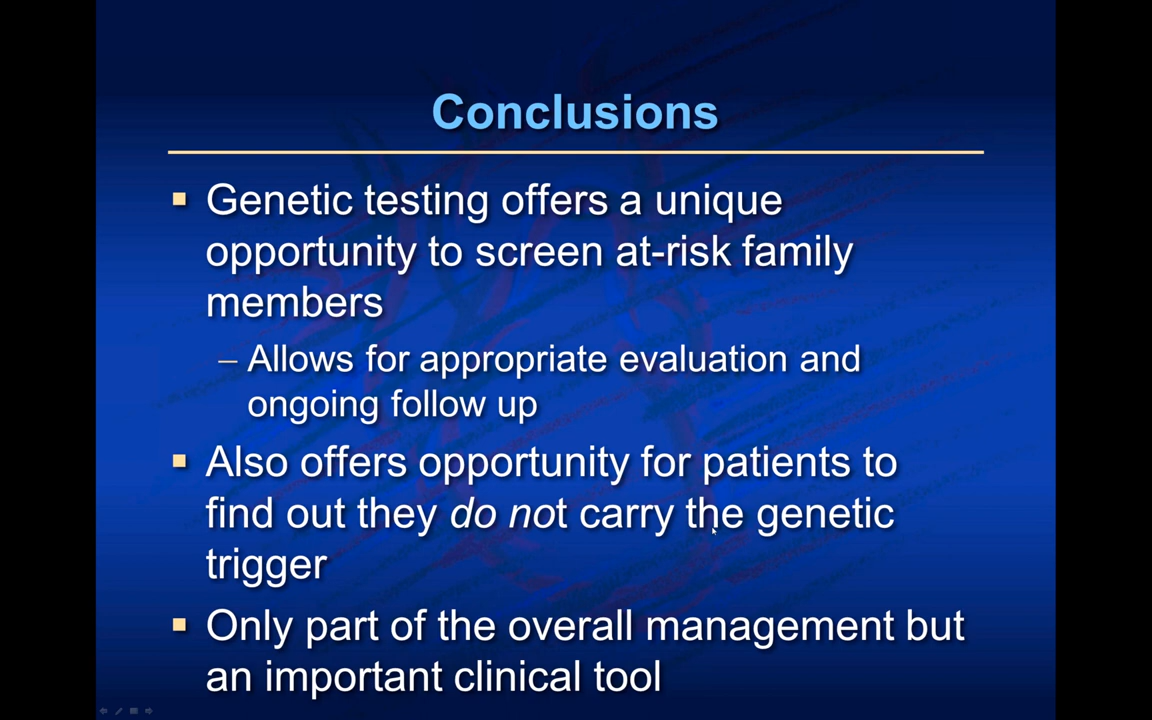 Conclusions
▪ Genetic testing offers a unique
opportunity to screen at-risk family
members
– Allows for appropriate evaluation and
ongoing follow up
▪ Also offers opportunity for patients to
find out they do not carry the genetic
trigger
▪ Only part of the overall management but
an important clinical tool